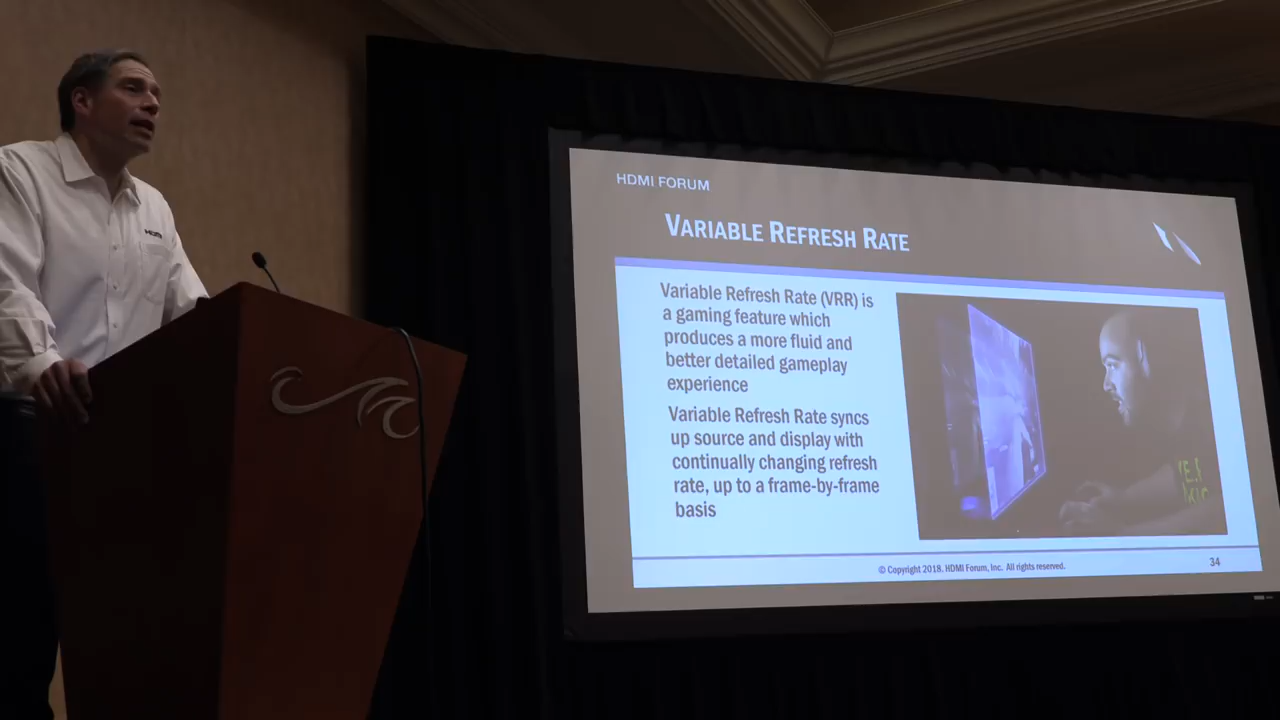 HDMI
HDMI FORUM
VARIABLE REFRESH RATE
Variable Refresh Rate (VRR) is
a gaming feature which
produces a more fluid and
better detailed gameplay
experience
Variable Refresh Rate syncs
up source and display with
continually changing refresh
rate, up to a frame-by-frame
basis
© Copyright 2018. HDMI Forum, Inc. All rights reserved.
34